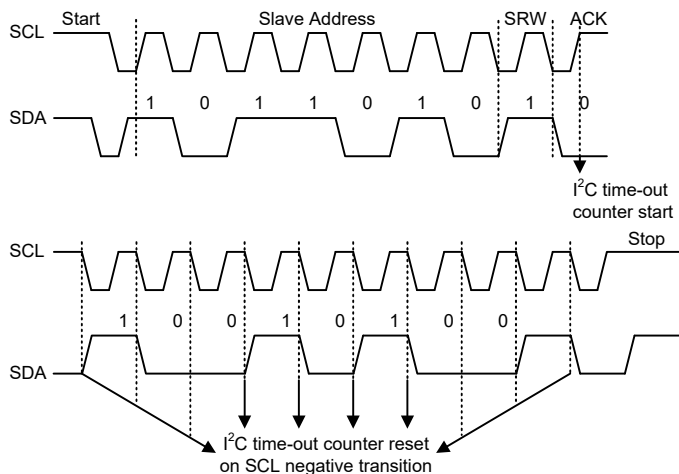 Start Slave Address SRW ACK
SCL
1 0 1 1 0 1 0 1 0
SDA
I²C time-out
counter start
SCL Stop
1 0 0 1 0 1 0 0
SDA
I²C time-out counter reset
on SCL negative transition